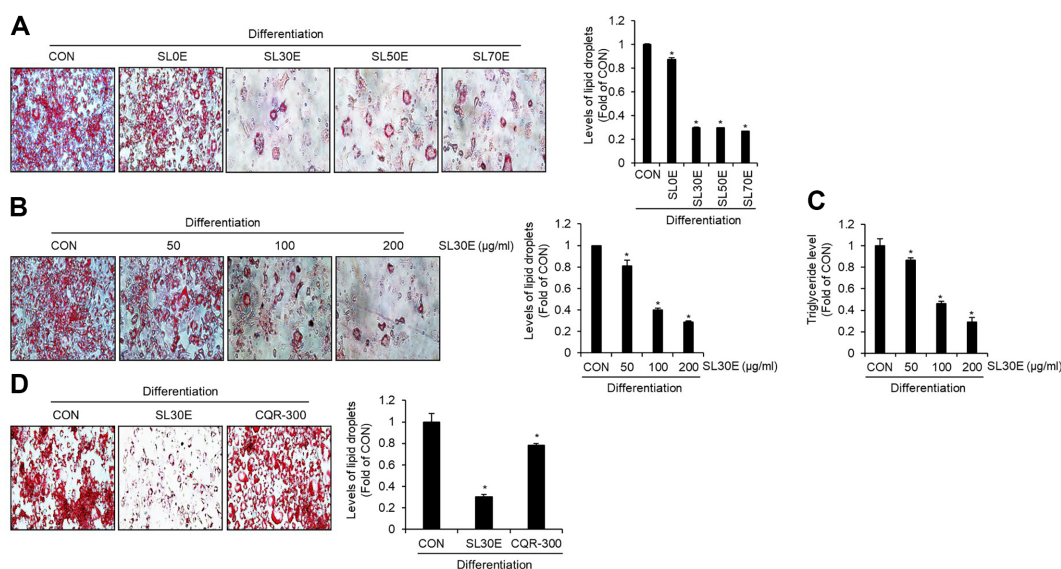 A
Differentiation
CON SL0E SL30E SL50E SL70E
Levels of lipid droplets
(Fold of CON)
1.2
1
0.8
0.6
0.4
0.2
0
*
*
*
*
CON
SL0E
SL30E
SL50E
SL70E
Differentiation
B
Differentiation
CON 50 100 200 SL30E (µg/ml)
Levels of lipid droplets
(Fold of CON)
1.2
1
0.8
0.6
0.4
0.2
0
*
*
*
CON 50 100 200 SL30E (µg/ml)
Differentiation
C
Triglyceride level
(Fold of CON)
1.2
1
0.8
0.6
0.4
0.2
0
*
*
*
CON 50 100 200 SL30E (µg/ml)
Differentiation
D
Differentiation
CON SL30E CQR-300
Levels of lipid droplets
(Fold of CON)
1.2
1
0.8
0.6
0.4
0.2
0
*
*
CON SL30E CQR-300
Differentiation